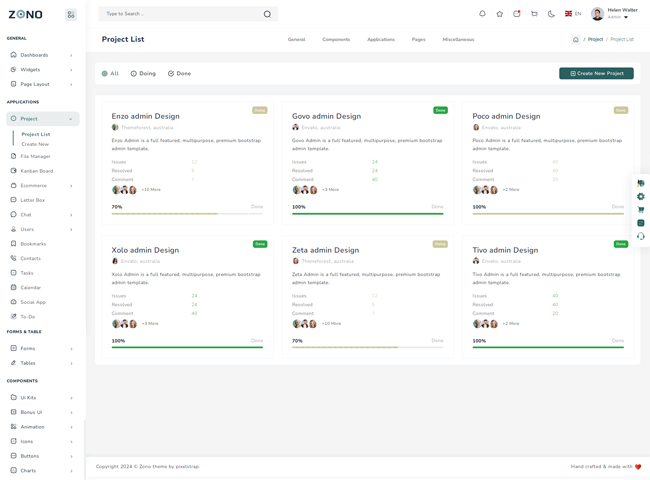 ZONO
Type to Search ..
EN
Helen Walter
Admin
GENERAL
Dashboards
Widgets
Page Layout
APPLICATIONS
Project
Project List
Create New
File Manager
Kanban Board
Ecommerce
Letter Box
Chat
Users
Bookmarks
Contacts
Tasks
Calendar
Social App
To-Do
FORMS & TABLE
Forms
Tables
COMPONENTS
UI Kits
Bonus UI
Animation
Icons
Buttons
Charts
Project List
General
Components
Applications
Pages
Miscellaneous
/ Project / Project List
All
Doing
Done
Create New Project
Enzo admin Design
Themeforest, australia
Enzo Admin is a full featured, multipurpose, premium bootstrap
admin template.
Issues
Resolved
Comment
+10 More
70% Done
Done
Govo admin Design
Envato, australia
Govo Admin is a full featured, multipurpose, premium bootstrap
admin template.
Issues 24
Resolved 24
Comment 40
+3 More
100% Done
Poco admin Design
Envato, australia
Poco Admin is a full featured, multipurpose, premium bootstrap
admin template.
Issues 40
Resolved 40
Comment 20
+2 More
100% Done
Done
Xolo admin Design
Envato, australia
Xolo Admin is a full featured, multipurpose, premium bootstrap
admin template.
Issues 24
Resolved 24
Comment 40
+3 More
100% Done
Zeta admin Design
Themeforest, australia
Zeta Admin is a full featured, multipurpose, premium bootstrap
admin template.
Issues
Resolved
Comment
+10 More
70% Done
Done
Tivo admin Design
Envato, australia
Tivo Admin is a full featured, multipurpose, premium bootstrap
admin template.
Issues 40
Resolved 40
Comment 20
+2 More
100% Done
Copyright 2024 © Zono theme by pixelstrap.
Hand crafted & made with